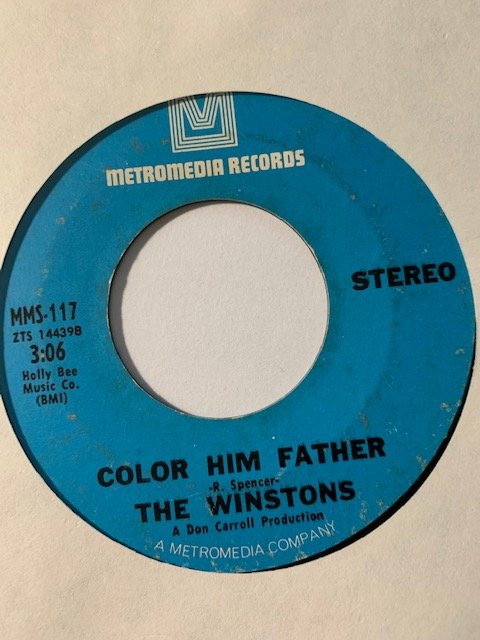 METROMEDIA RECORDS
STEREO
MMS-117
ZTS 144398
3:06
Holly Bee
Music Co.
(BMI)
COLOR HIM FATHER
-R. Spencer-
THE WINSTONS
A Don Carroll Production
A METROMEDIA COMPANY